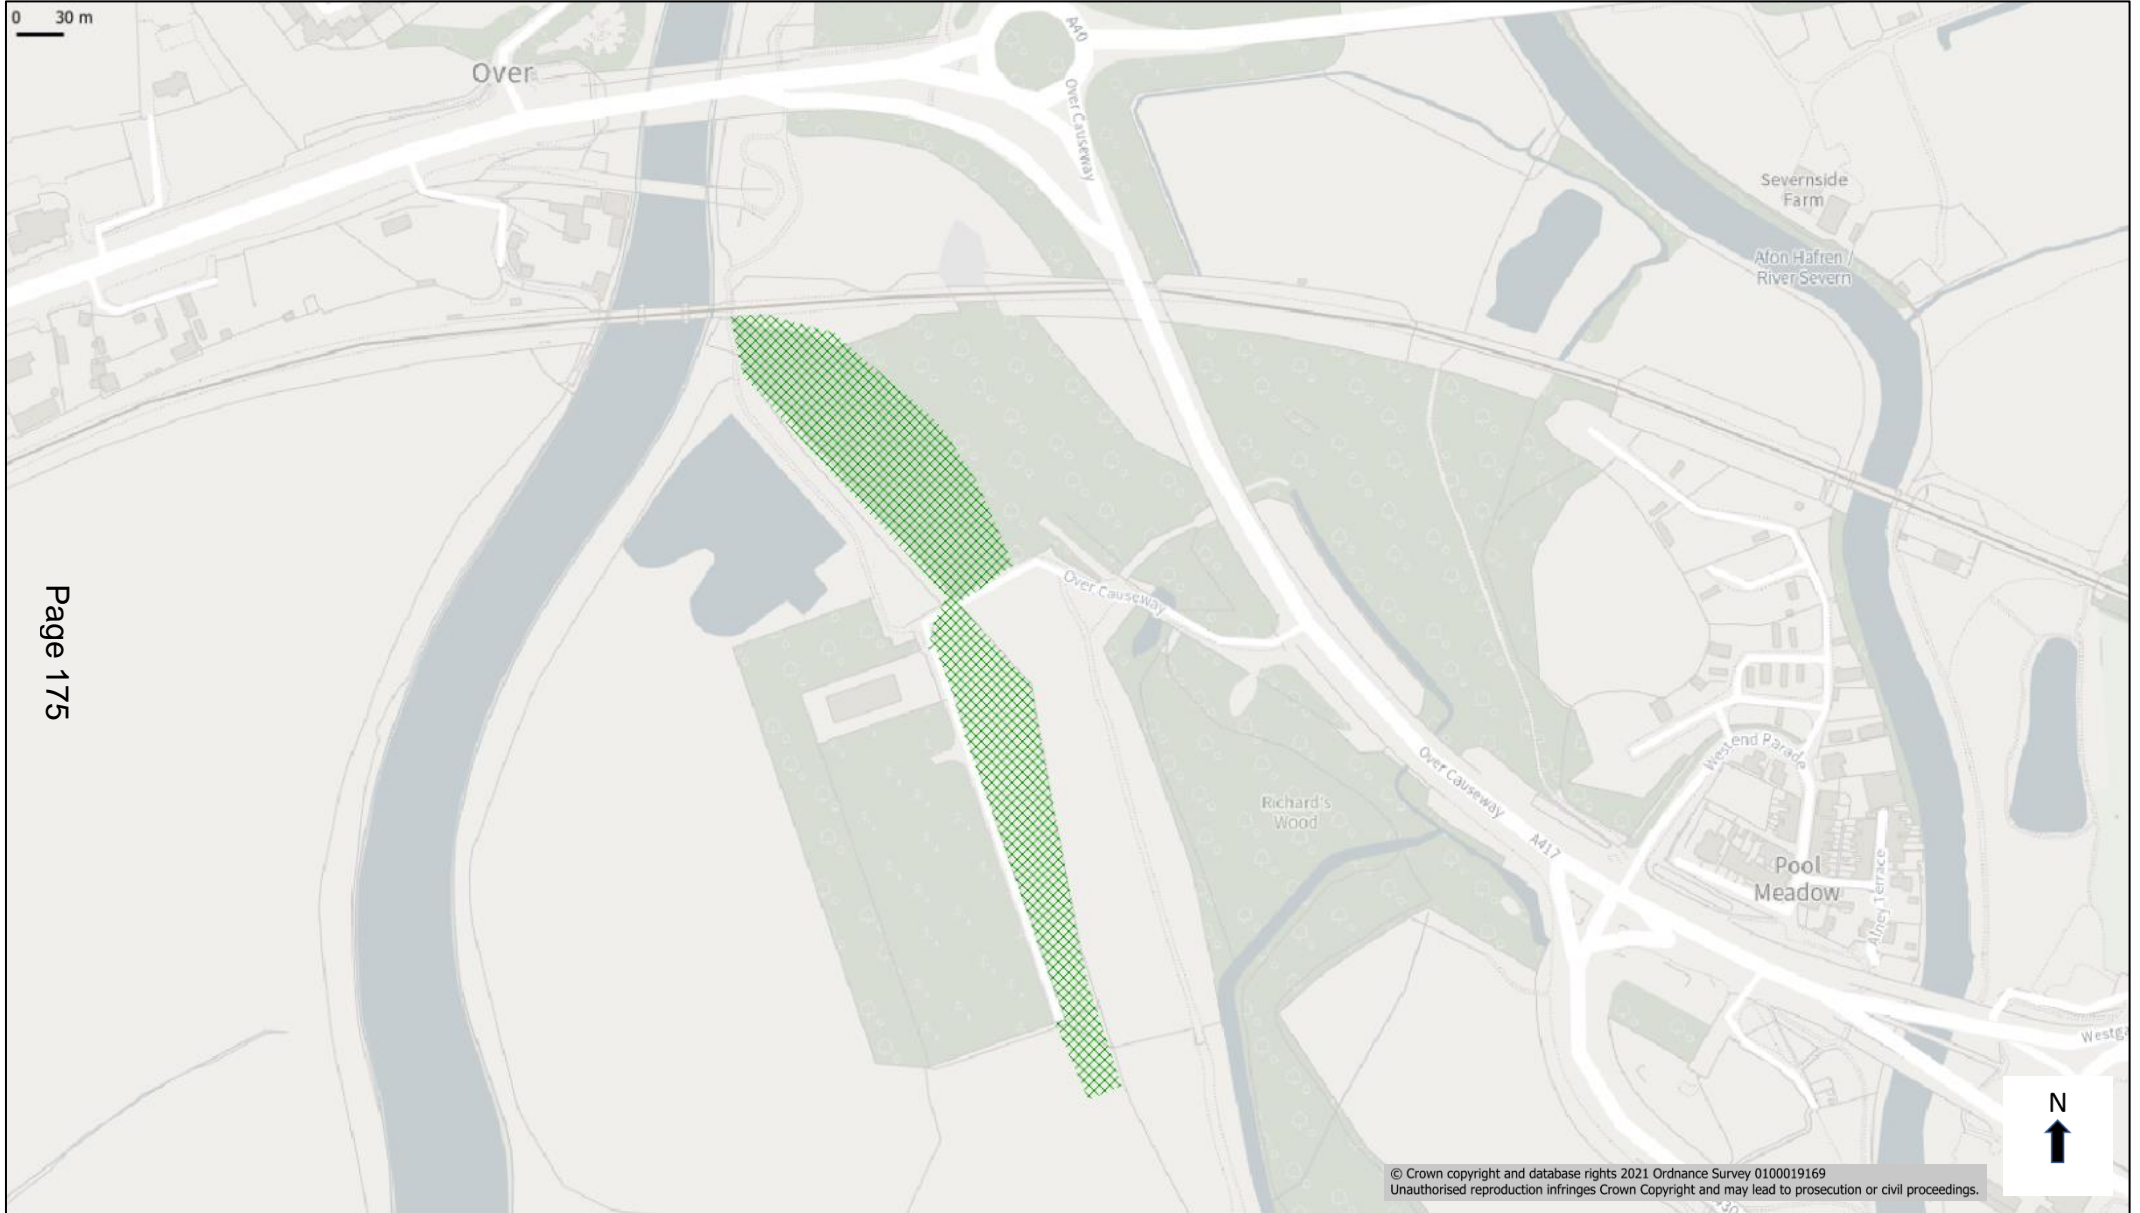 0 30 m
Over
A40
Over Causeway
Severnside
Farm
Afon Hafren /
River Severn
Page 175
Over Causeway
Over Causeway
Westend Parade
Richard's
Wood
A417
Pool
Meadow
Alney Terrace
N
© Crown copyright and database rights 2021 Ordnance Survey 0100019169
Unauthorised reproduction infringes Crown Copyright and may lead to prosecution or civil proceedings.